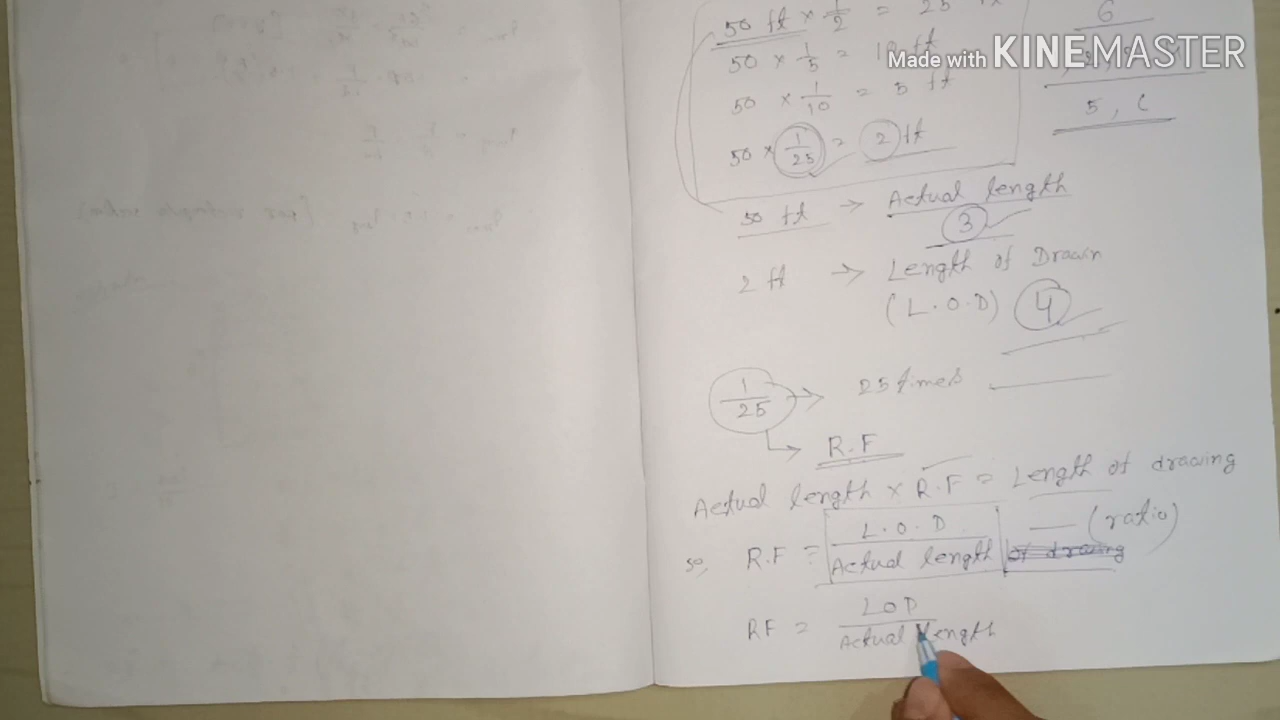 50 ft × 1/2 = 25
6
Made with KINEMASTER
50 × 1/5 = 10 ft
50 × 1/10 = 5 ft
5, C
50 × 1/25 = 2 ft
50 ft → Actual length
3
2 ft → Length of Drawn
(L.O.D) 4
1/25 → 25 times
R.F
Actual length × R.F = Length of drawing
so, R.F = L.O.D / Actual length (ratio)
RF = LOD / Actual length